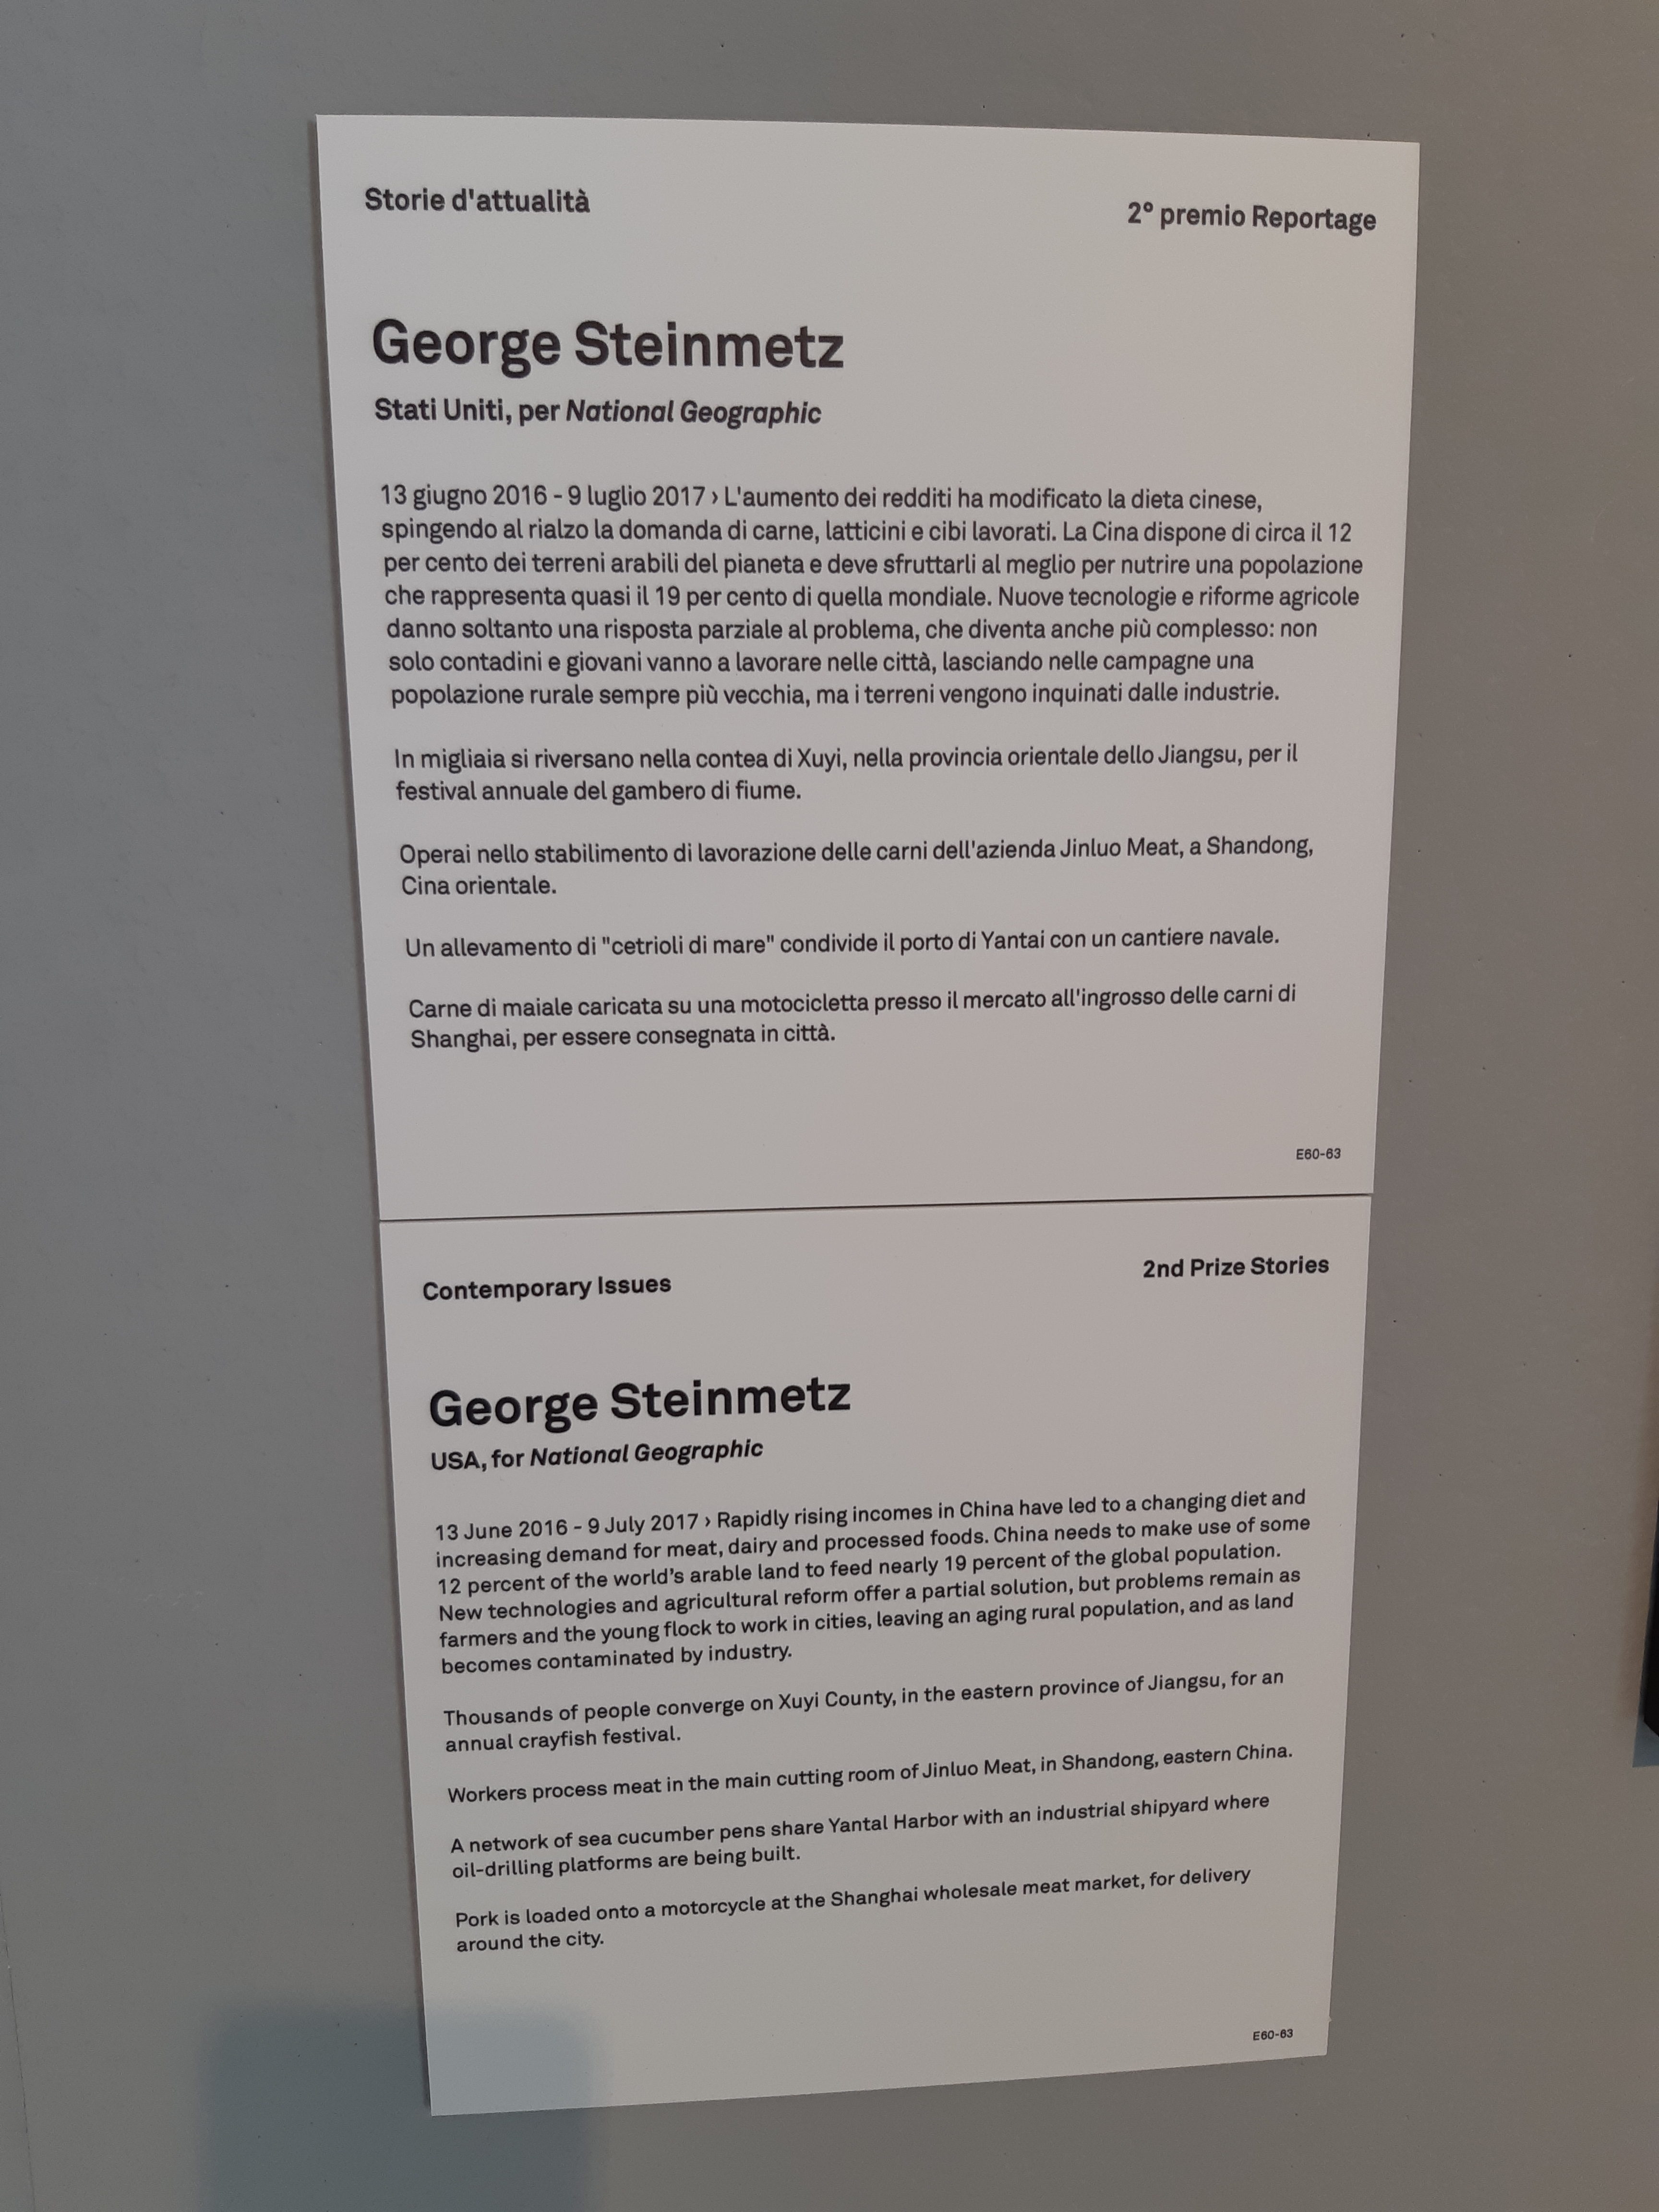 Storie d'attualità
2° premio Reportage
George Steinmetz
Stati Uniti, per National Geographic
13 giugno 2016 - 9 luglio 2017 › L'aumento dei redditi ha modificato la dieta cinese,
spingendo al rialzo la domanda di carne, latticini e cibi lavorati. La Cina dispone di circa il 12
per cento dei terreni arabili del pianeta e deve sfruttarli al meglio per nutrire una popolazione
che rappresenta quasi il 19 per cento di quella mondiale. Nuove tecnologie e riforme agricole
danno soltanto una risposta parziale al problema, che diventa anche più complesso: non
solo contadini e giovani vanno a lavorare nelle città, lasciando nelle campagne una
popolazione rurale sempre più vecchia, ma i terreni vengono inquinati dalle industrie.
In migliaia si riversano nella contea di Xuyi, nella provincia orientale dello Jiangsu, per il
festival annuale del gambero di fiume.
Operai nello stabilimento di lavorazione delle carni dell'azienda Jinluo Meat, a Shandong,
Cina orientale.
Un allevamento di "cetrioli di mare" condivide il porto di Yantai con un cantiere navale.
Carne di maiale caricata su una motocicletta presso il mercato all'ingrosso delle carni di
Shanghai, per essere consegnata in città.
E60-63
Contemporary Issues
2nd Prize Stories
George Steinmetz
USA, for National Geographic
13 June 2016 - 9 July 2017 › Rapidly rising incomes in China have led to a changing diet and
increasing demand for meat, dairy and processed foods. China needs to make use of some
12 percent of the world's arable land to feed nearly 19 percent of the global population.
New technologies and agricultural reform offer a partial solution, but problems remain as
farmers and the young flock to work in cities, leaving an aging rural population, and as land
becomes contaminated by industry.
Thousands of people converge on Xuyi County, in the eastern province of Jiangsu, for an
annual crayfish festival.
Workers process meat in the main cutting room of Jinluo Meat, in Shandong, eastern China.
A network of sea cucumber pens share Yantal Harbor with an industrial shipyard where
oil-drilling platforms are being built.
Pork is loaded onto a motorcycle at the Shanghai wholesale meat market, for delivery
around the city.
E60-63